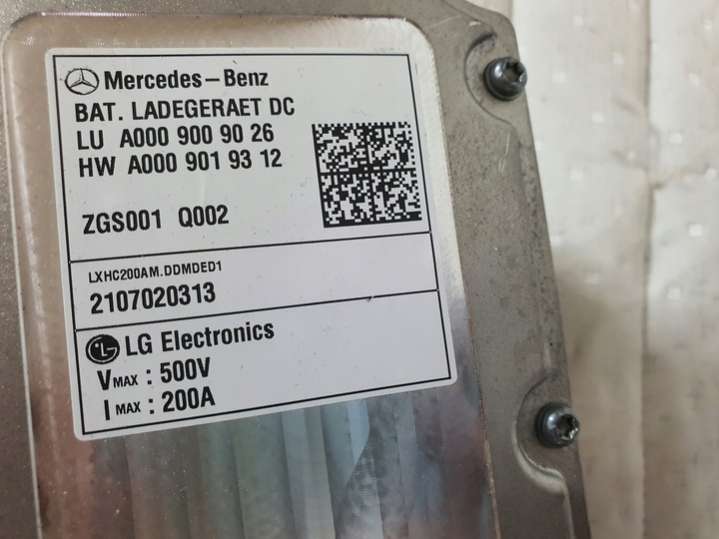 Mercedes-Benz
BAT. LADEGERAET DC
LU A000 900 90 26
HW A000 901 93 12
ZGS001 Q002
LXHC200AM.DDMDED1
2107020313
LG Electronics
VMAX : 500V
IMAX : 200A